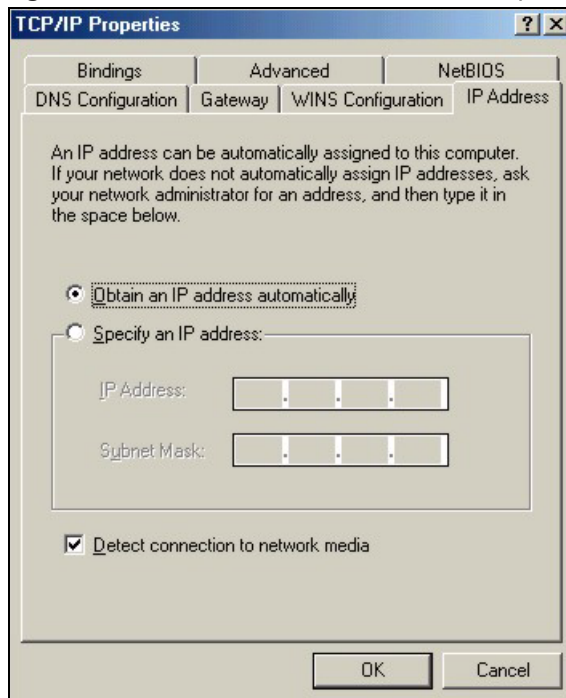 TCP/IP Properties
Bindings Advanced NetBIOS
DNS Configuration Gateway WINS Configuration IP Address
An IP address can be automatically assigned to this computer.
If your network does not automatically assign IP addresses, ask
your network administrator for an address, and then type it in
the space below.
Obtain an IP address automatically
Specify an IP address:
IP Address:
Subnet Mask:
Detect connection to network media
OK Cancel